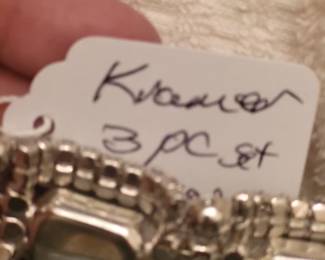 Kramer
3 pc set